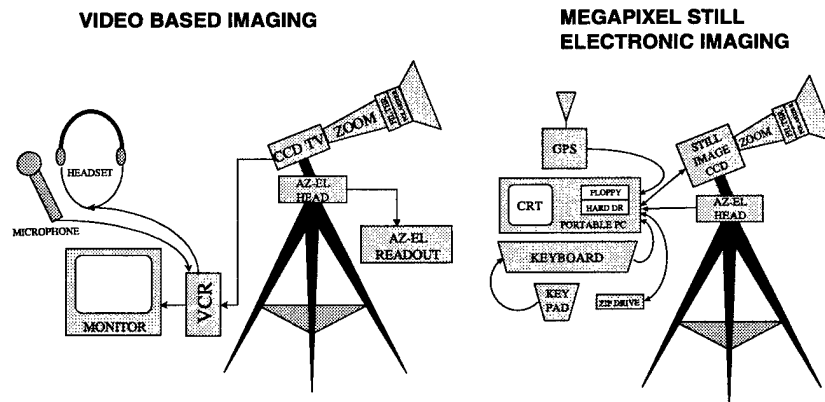 VIDEO BASED IMAGING
MEGAPIXEL STILL
ELECTRONIC IMAGING
HEADSET
MICROPHONE
MONITOR
VCR
CCD TV
ZOOM
FILTER
AZ-EL
HEAD
AZ-EL
READOUT
GPS
CRT
FLOPPY
HARD DR
PORTABLE PC
KEYBOARD
KEY
PAD
ZIP DRIVE
STILL
IMAGE
CCD
ZOOM
FILTER
AZ-EL
HEAD